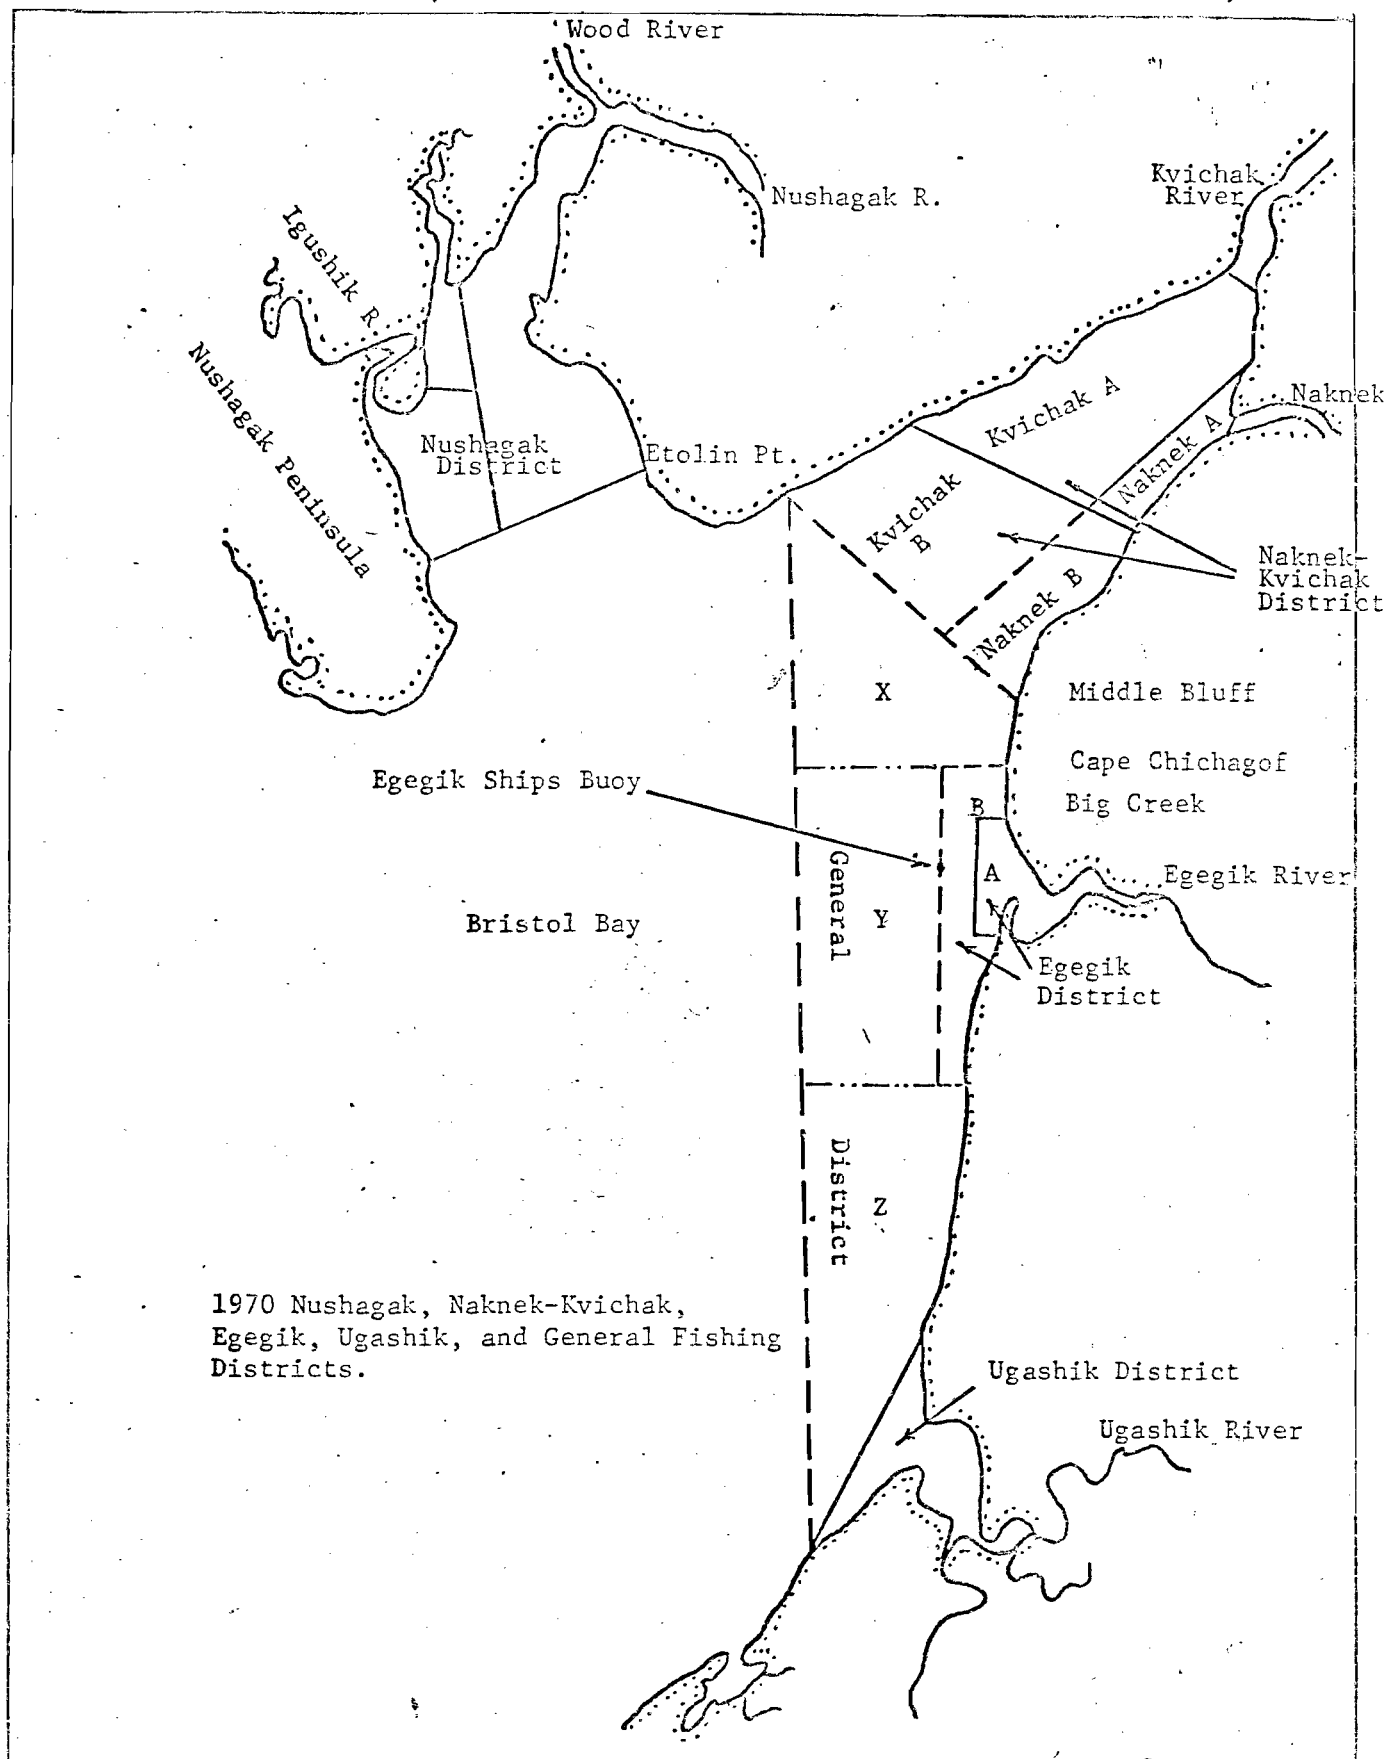 Wood River
Kvichak
River
Nushagak R.
Igushik R.
Nushagak Peninsula
Kvichak A
Naknek
Naknek A
Nushagak
District
Etolin Pt.
Kvichak
B
Naknek-
Kvichak
District
Naknek B
X
Middle Bluff
Cape Chichagof
Egegik Ships Buoy
B
Big Creek
General
A
Egegik River
Bristol Bay
Y
Egegik
District
District
Z
1970 Nushagak, Naknek-Kvichak,
Egegik, Ugashik, and General Fishing
Districts.
Ugashik District
Ugashik River